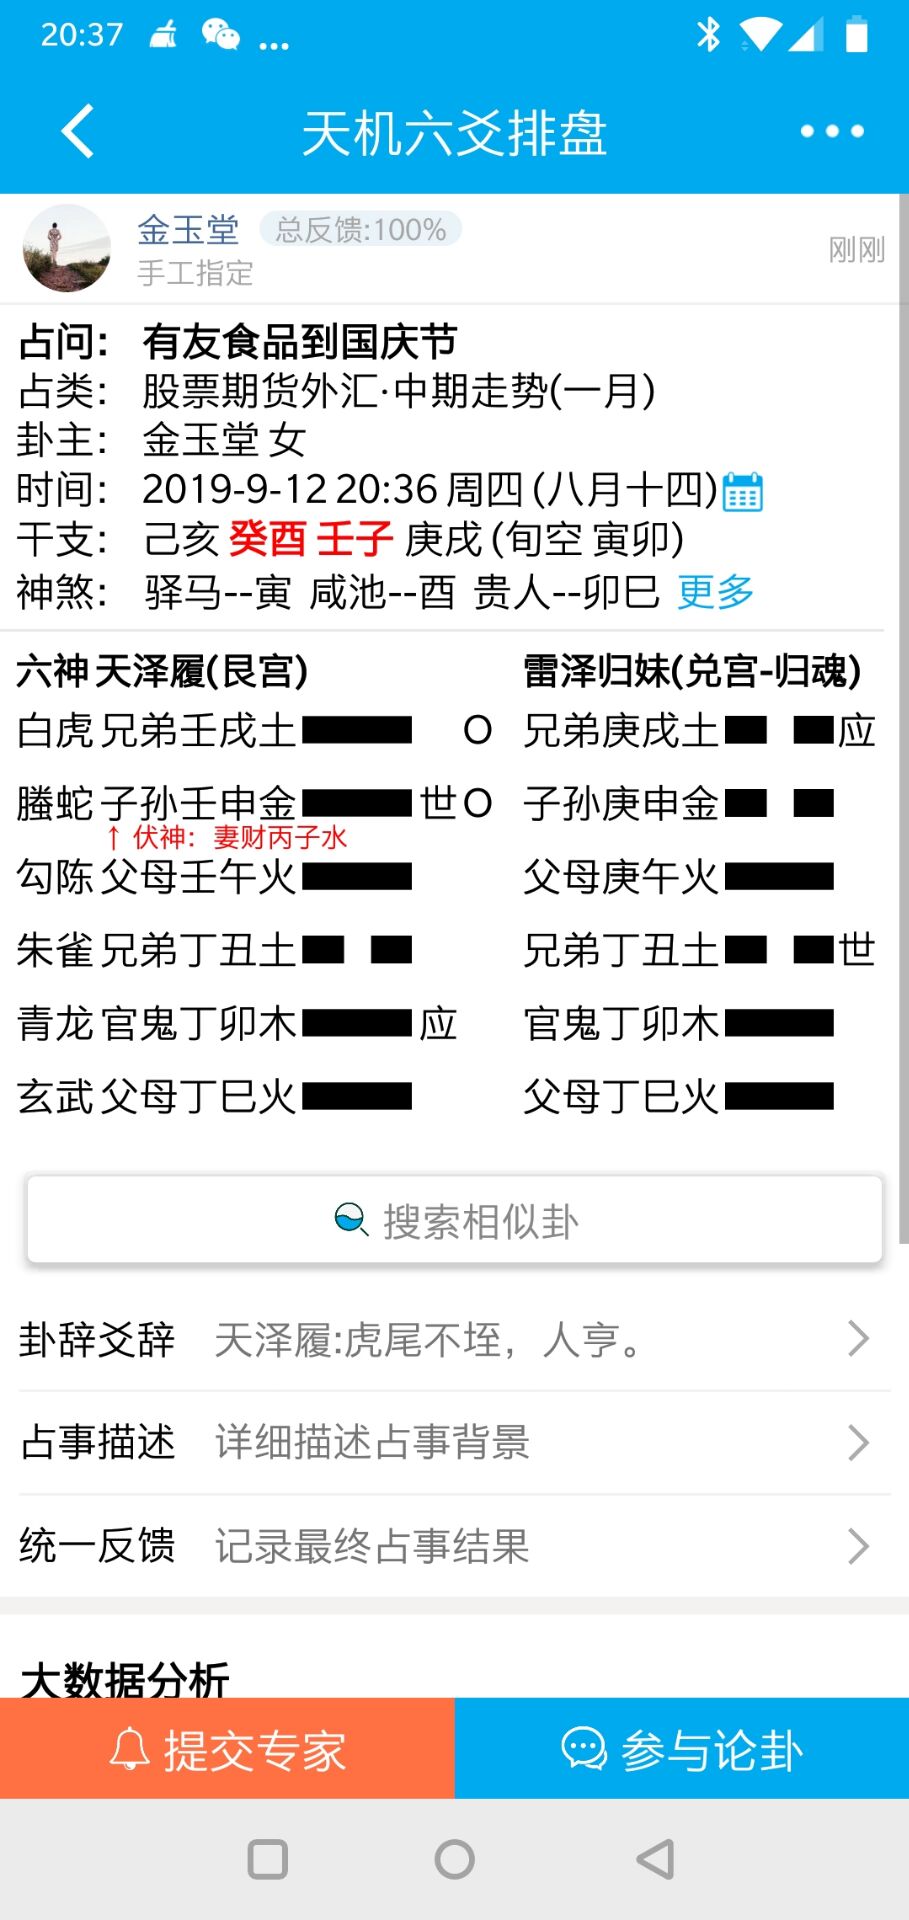 20:37 ...
天机六爻排盘
金玉堂 总反馈:100%
手工指定
刚刚
占问： 有友食品到国庆节
占类： 股票期货外汇·中期走势(一月)
卦主： 金玉堂 女
时间： 2019-9-12 20:36 周四 (八月十四)
干支： 己亥 癸酉 壬子 庚戌 (旬空 寅卯)
神煞： 驿马--寅 咸池--酉 贵人--卯巳 更多
六神 天泽履(艮宫) 雷泽归妹(兑宫-归魂)
白虎 兄弟壬戌土 O 兄弟庚戌土 应
螣蛇 子孙壬申金 世 O 子孙庚申金
↑ 伏神：妻财丙子水
勾陈 父母壬午火 父母庚午火
朱雀 兄弟丁丑土 兄弟丁丑土 世
青龙 官鬼丁卯木 应 官鬼丁卯木
玄武 父母丁巳火 父母丁巳火
搜索相似卦
卦辞爻辞 天泽履:虎尾不咥，人亨。
占事描述 详细描述占事背景
统一反馈 记录最终占事结果
大数据分析
提交专家 参与论卦